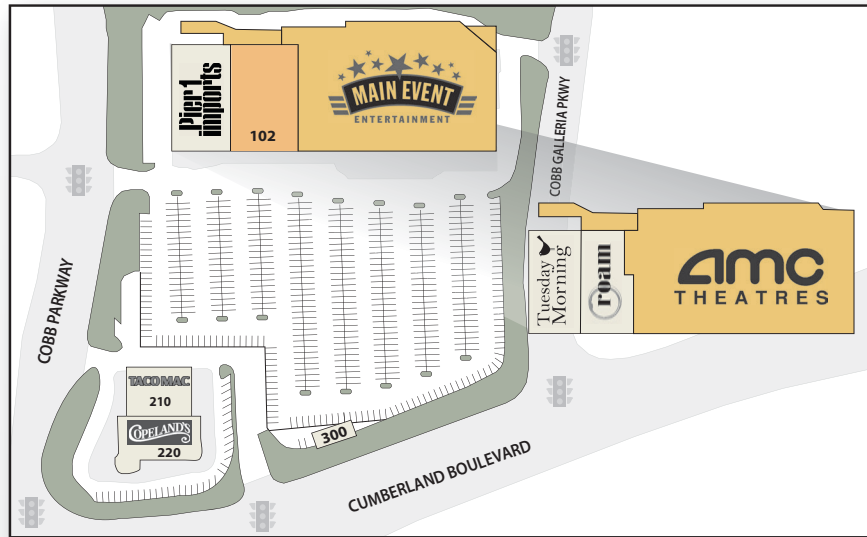 Pier 1
imports
102
MAIN EVENT
ENTERTAINMENT
COBB GALLERIA PKWY
Tuesday
Morning
roam
amc
THEATRES
COBB PARKWAY
TACO MAC
210
COPELAND'S
220
300
CUMBERLAND BOULEVARD